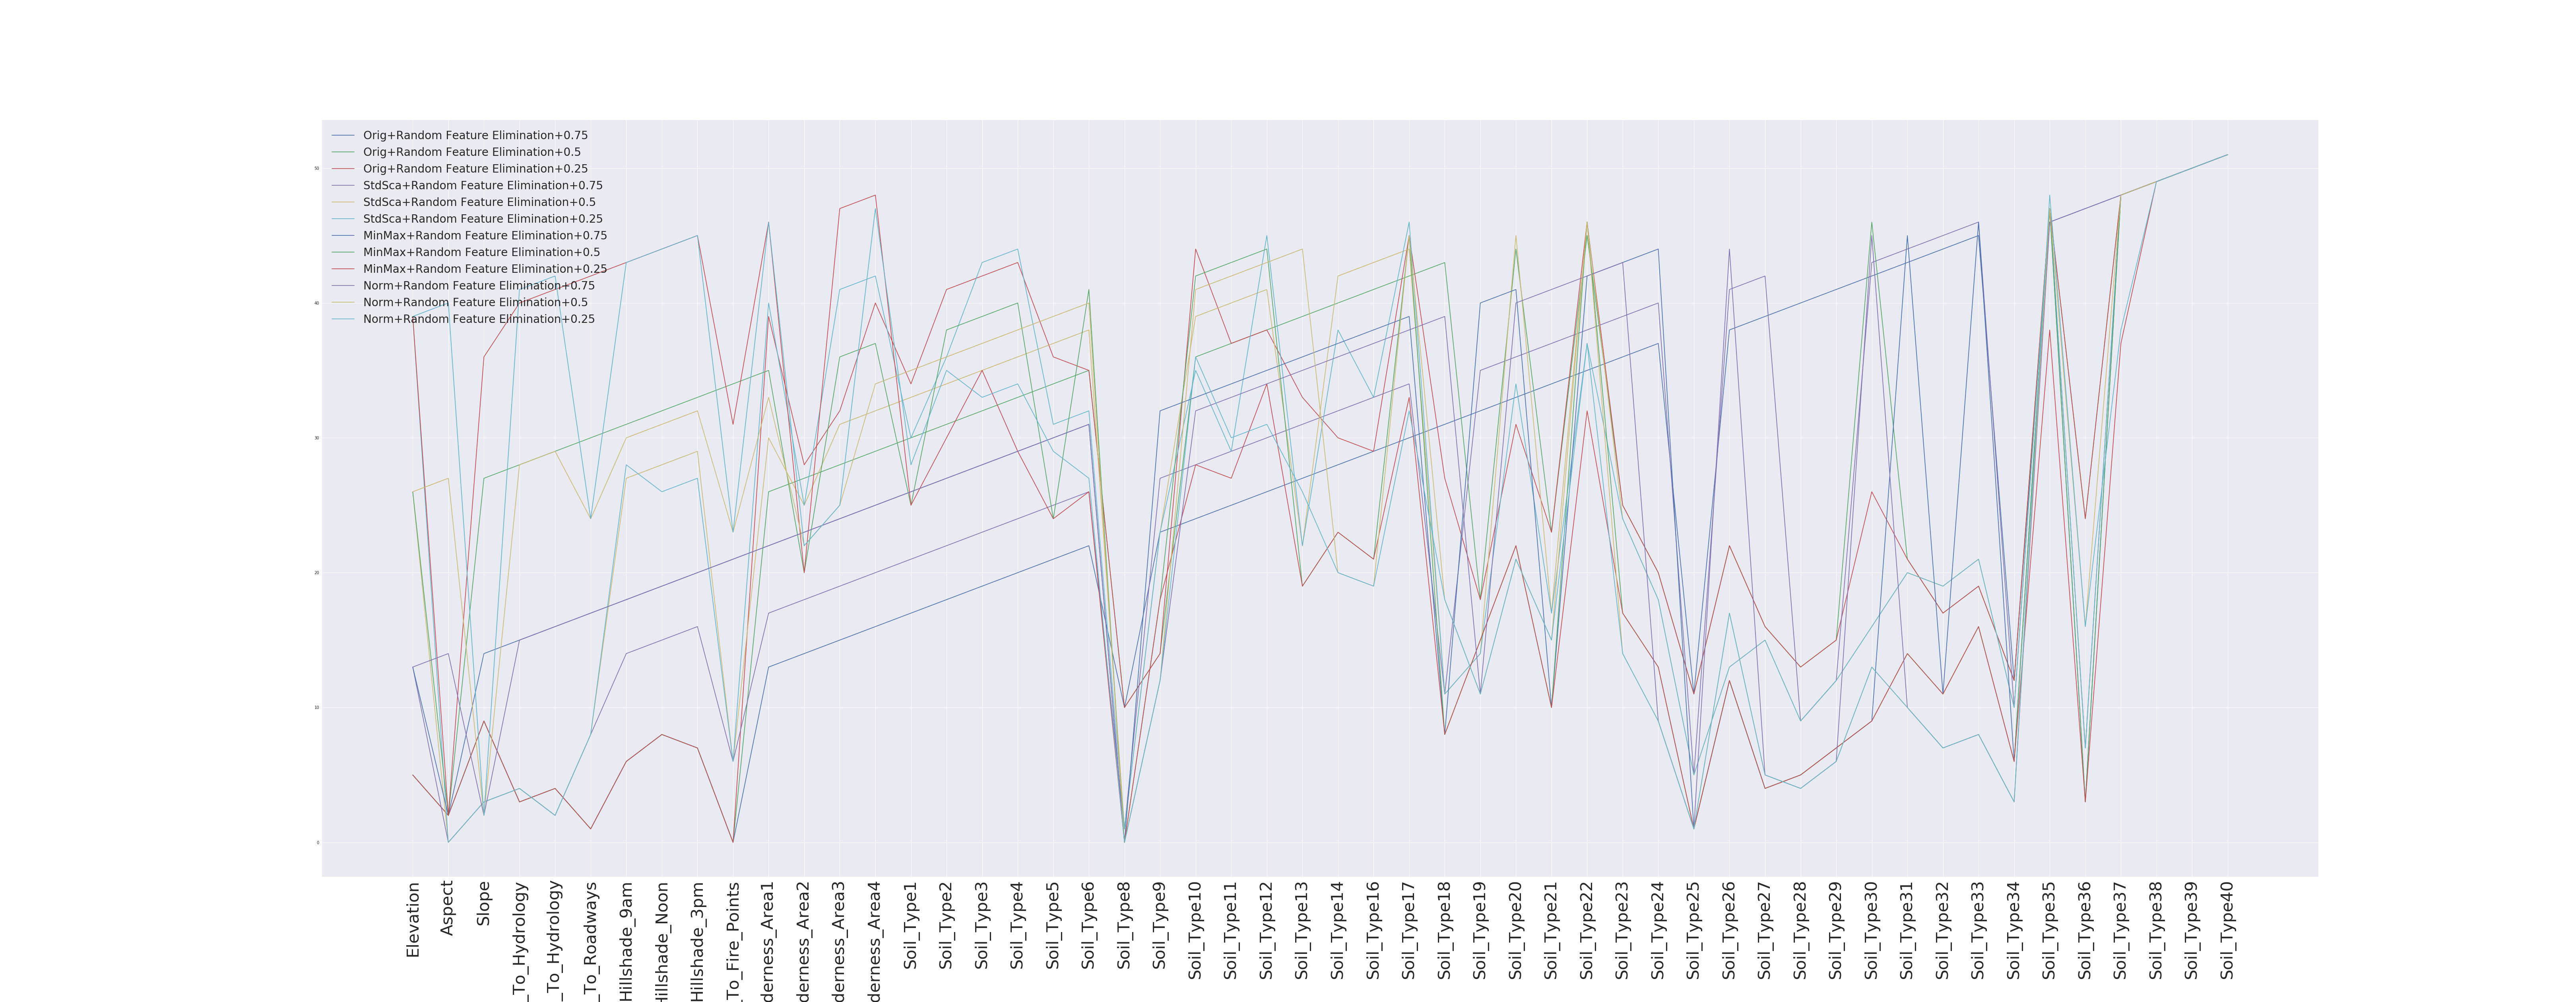 Orig+Random Feature Elimination+0.75
Orig+Random Feature Elimination+0.5
Orig+Random Feature Elimination+0.25
StdSca+Random Feature Elimination+0.75
StdSca+Random Feature Elimination+0.5
StdSca+Random Feature Elimination+0.25
MinMax+Random Feature Elimination+0.75
MinMax+Random Feature Elimination+0.5
MinMax+Random Feature Elimination+0.25
Norm+Random Feature Elimination+0.75
Norm+Random Feature Elimination+0.5
Norm+Random Feature Elimination+0.25
50
40
30
20
10
0
Elevation
Aspect
Slope
_To_Hydrology
_To_Hydrology
_To_Roadways
Hillshade_9am
Hillshade_Noon
Hillshade_3pm
_To_Fire_Points
derness_Area1
derness_Area2
derness_Area3
derness_Area4
Soil_Type1
Soil_Type2
Soil_Type3
Soil_Type4
Soil_Type5
Soil_Type6
Soil_Type8
Soil_Type9
Soil_Type10
Soil_Type11
Soil_Type12
Soil_Type13
Soil_Type14
Soil_Type16
Soil_Type17
Soil_Type18
Soil_Type19
Soil_Type20
Soil_Type21
Soil_Type22
Soil_Type23
Soil_Type24
Soil_Type25
Soil_Type26
Soil_Type27
Soil_Type28
Soil_Type29
Soil_Type30
Soil_Type31
Soil_Type32
Soil_Type33
Soil_Type34
Soil_Type35
Soil_Type36
Soil_Type37
Soil_Type38
Soil_Type39
Soil_Type40